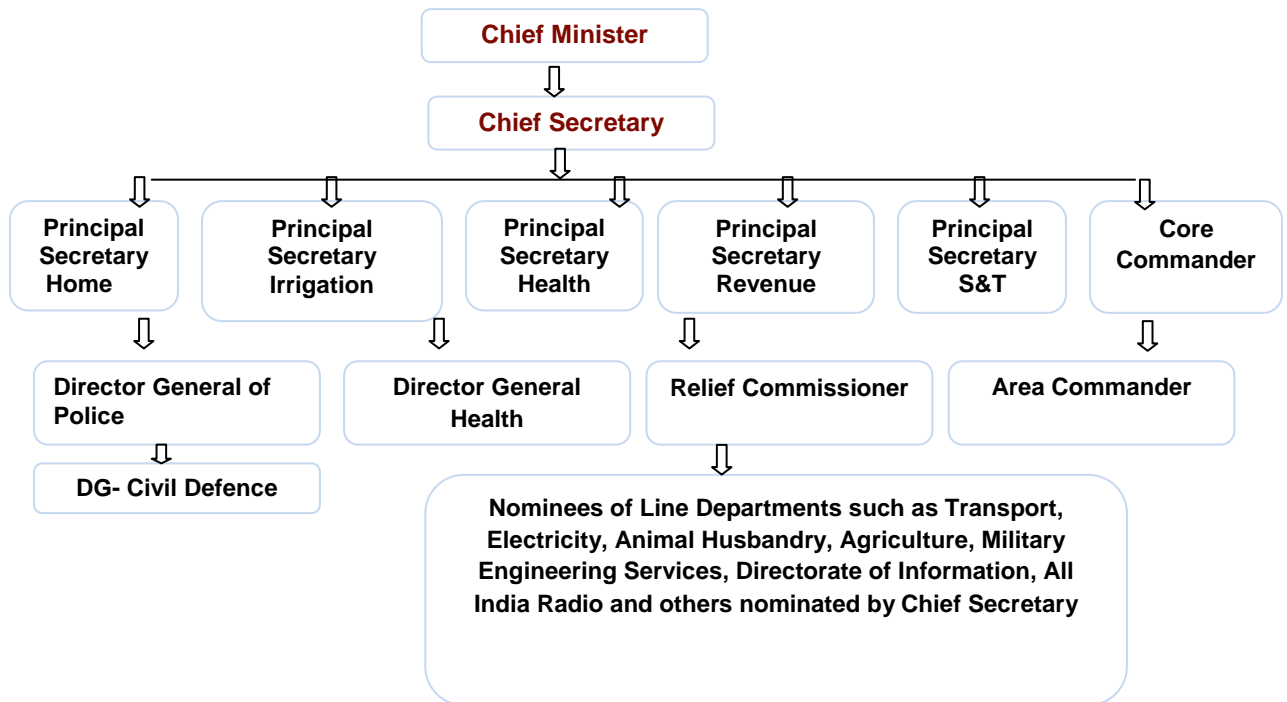 Chief Minister
Chief Secretary
Principal
Secretary
Home
Principal
Secretary
Irrigation
Principal
Secretary
Health
Principal
Secretary
Revenue
Principal
Secretary
S&T
Core
Commander
Director General of
Police
Director General
Health
Relief Commissioner
Area Commander
DG- Civil Defence
Nominees of Line Departments such as Transport,
Electricity, Animal Husbandry, Agriculture, Military
Engineering Services, Directorate of Information, All
India Radio and others nominated by Chief Secretary